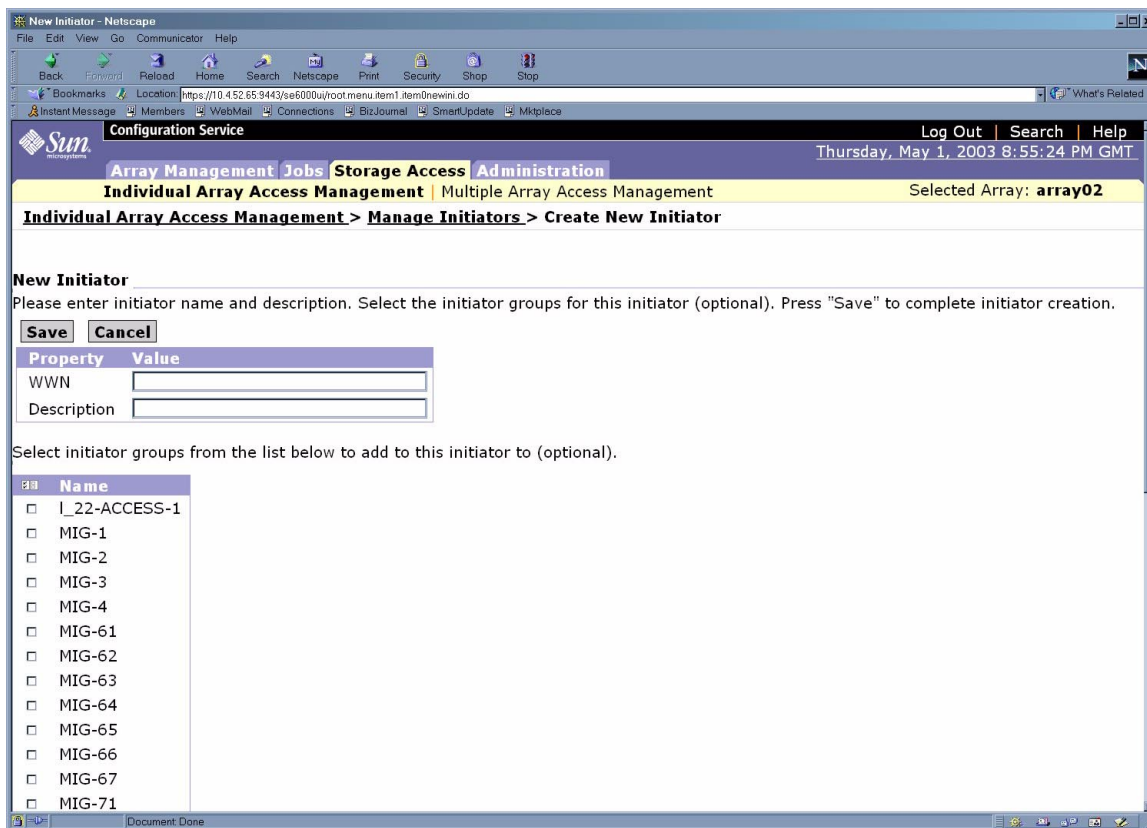 New Initiator - Netscape
File Edit View Go Communicator Help
Back Forward Reload Home Search Netscape Print Security Shop Stop
Bookmarks Location: https://10.4.52.65:9443/se6000ui/root.menu.item1.item0newini.do What's Related
Instant Message Members WebMail Connections BizJournal SmartUpdate Mktplace
Sun microsystems
Configuration Service
Log Out | Search | Help
Thursday, May 1, 2003 8:55:24 PM GMT
Array Management Jobs Storage Access Administration
Individual Array Access Management | Multiple Array Access Management
Selected Array: array02
Individual Array Access Management > Manage Initiators > Create New Initiator
New Initiator
Please enter initiator name and description. Select the initiator groups for this initiator (optional). Press "Save" to complete initiator creation.
Save Cancel
Property Value
WWN
Description
Select initiator groups from the list below to add to this initiator to (optional).
Name
l_22-ACCESS-1
MIG-1
MIG-2
MIG-3
MIG-4
MIG-61
MIG-62
MIG-63
MIG-64
MIG-65
MIG-66
MIG-67
MIG-71
Document: Done